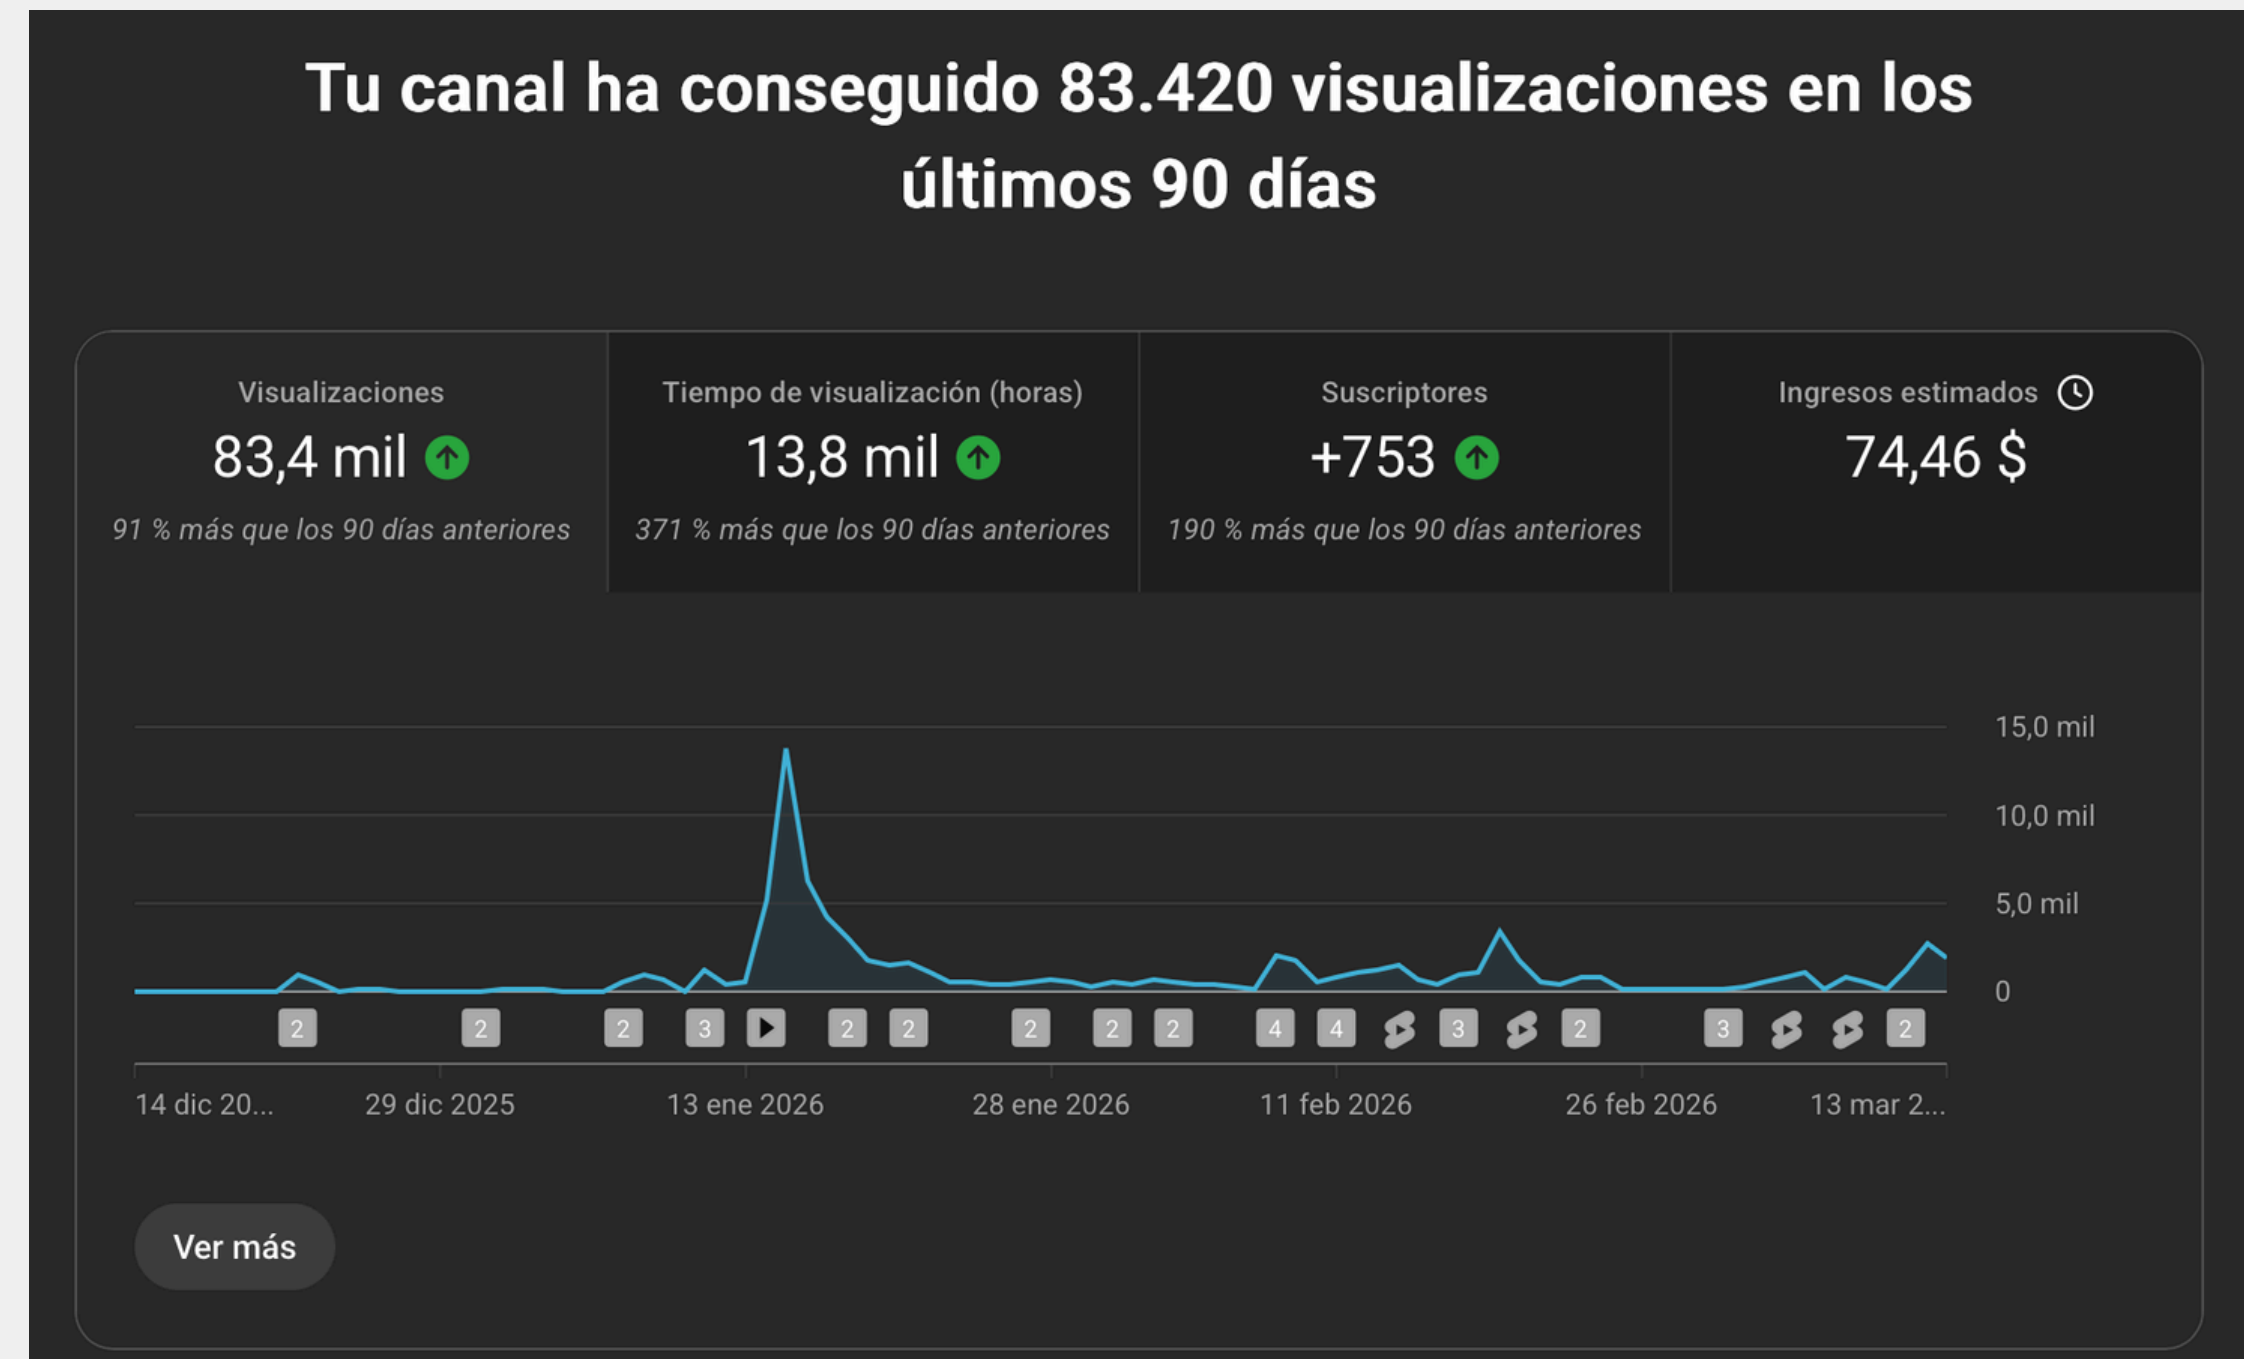 Tu canal ha conseguido 83.420 visualizaciones en los
últimos 90 días
Visualizaciones
83,4 mil
91 % más que los 90 días anteriores
Tiempo de visualización (horas)
13,8 mil
371 % más que los 90 días anteriores
Suscriptores
+753
190 % más que los 90 días anteriores
Ingresos estimados
74,46 $
15,0 mil
10,0 mil
5,0 mil
0
2 2 2 3 2 2 2 2 2 4 4 3 2 3 2
14 dic 20... 29 dic 2025 13 ene 2026 28 ene 2026 11 feb 2026 26 feb 2026 13 mar 2...
Ver más